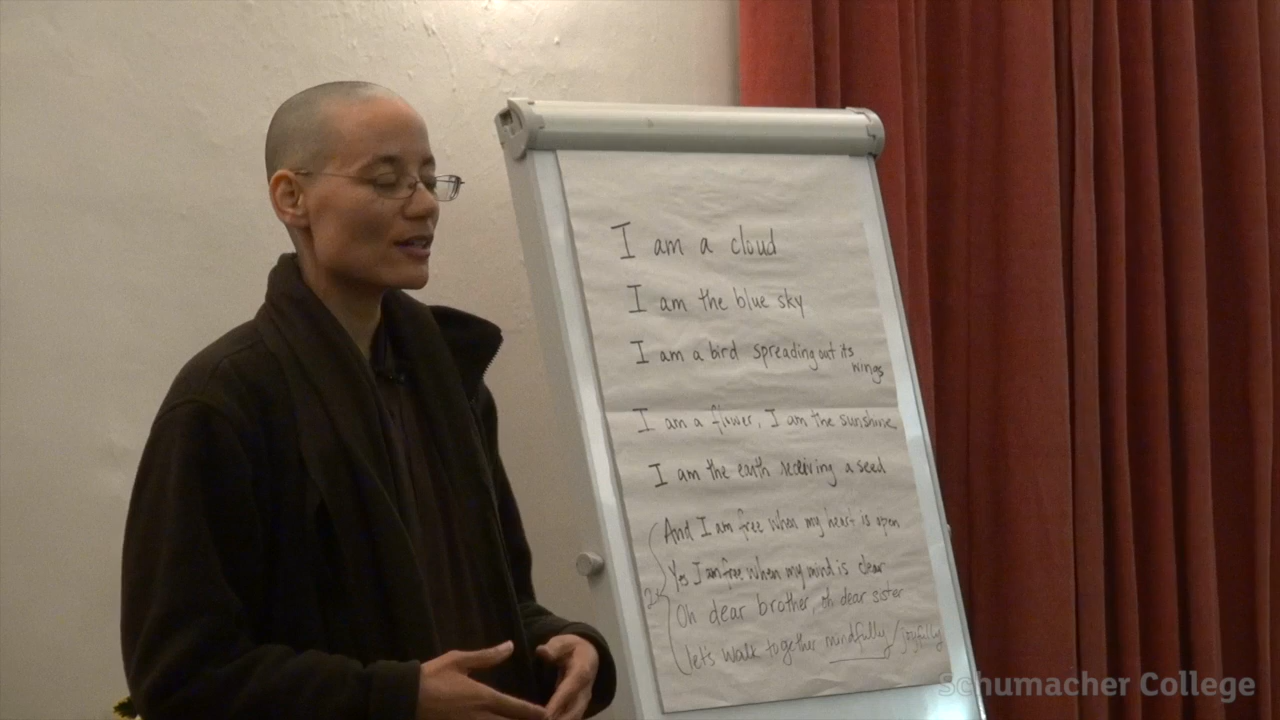 I am a cloud
I am the blue sky
I am a bird spreading out its
wings
I am a flower, I am the sunshine
I am the earth receiving a seed
And I am free when my heart is open
Yes I am free when my mind is clear
2x
Oh dear brother, oh dear sister
let's walk together mindfully/joyfully
Schumacher College